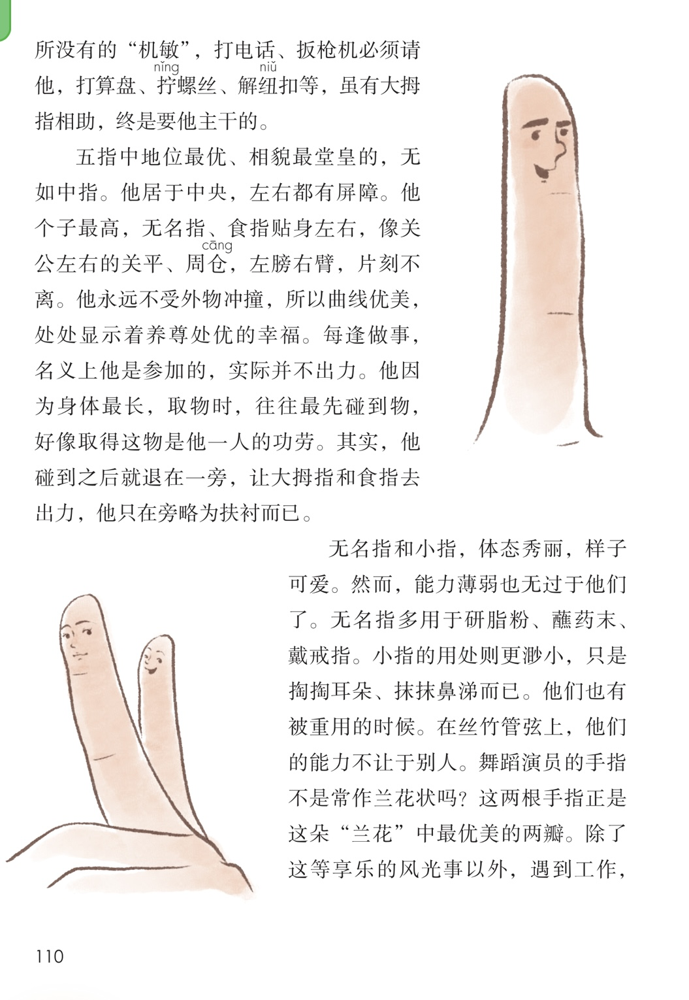 所没有的“机敏”，打电话、扳枪机必须请
nǐng niǔ
他，打算盘、拧螺丝、解纽扣等，虽有大拇
指相助，终是要他主干的。
五指中地位最优、相貌最堂皇的，无
如中指。他居于中央，左右都有屏障。他
个子最高，无名指、食指贴身左右，像关
cāng
公左右的关平、周仓，左膀右臂，片刻不
离。他永远不受外物冲撞，所以曲线优美，
处处显示着养尊处优的幸福。每逢做事，
名义上他是参加的，实际并不出力。他因
为身体最长，取物时，往往最先碰到物，
好像取得这物是他一人的功劳。其实，他
碰到之后就退在一旁，让大拇指和食指去
出力，他只在旁略为扶衬而已。
无名指和小指，体态秀丽，样子
可爱。然而，能力薄弱也无过于他们
了。无名指多用于研脂粉、蘸药末、
戴戒指。小指的用处则更渺小，只是
掏掏耳朵、抹抹鼻涕而已。他们也有
被重用的时候。在丝竹管弦上，他们
的能力不让于别人。舞蹈演员的手指
不是常作兰花状吗？这两根手指正是
这朵“兰花”中最优美的两瓣。除了
这等享乐的风光事以外，遇到工作，
110